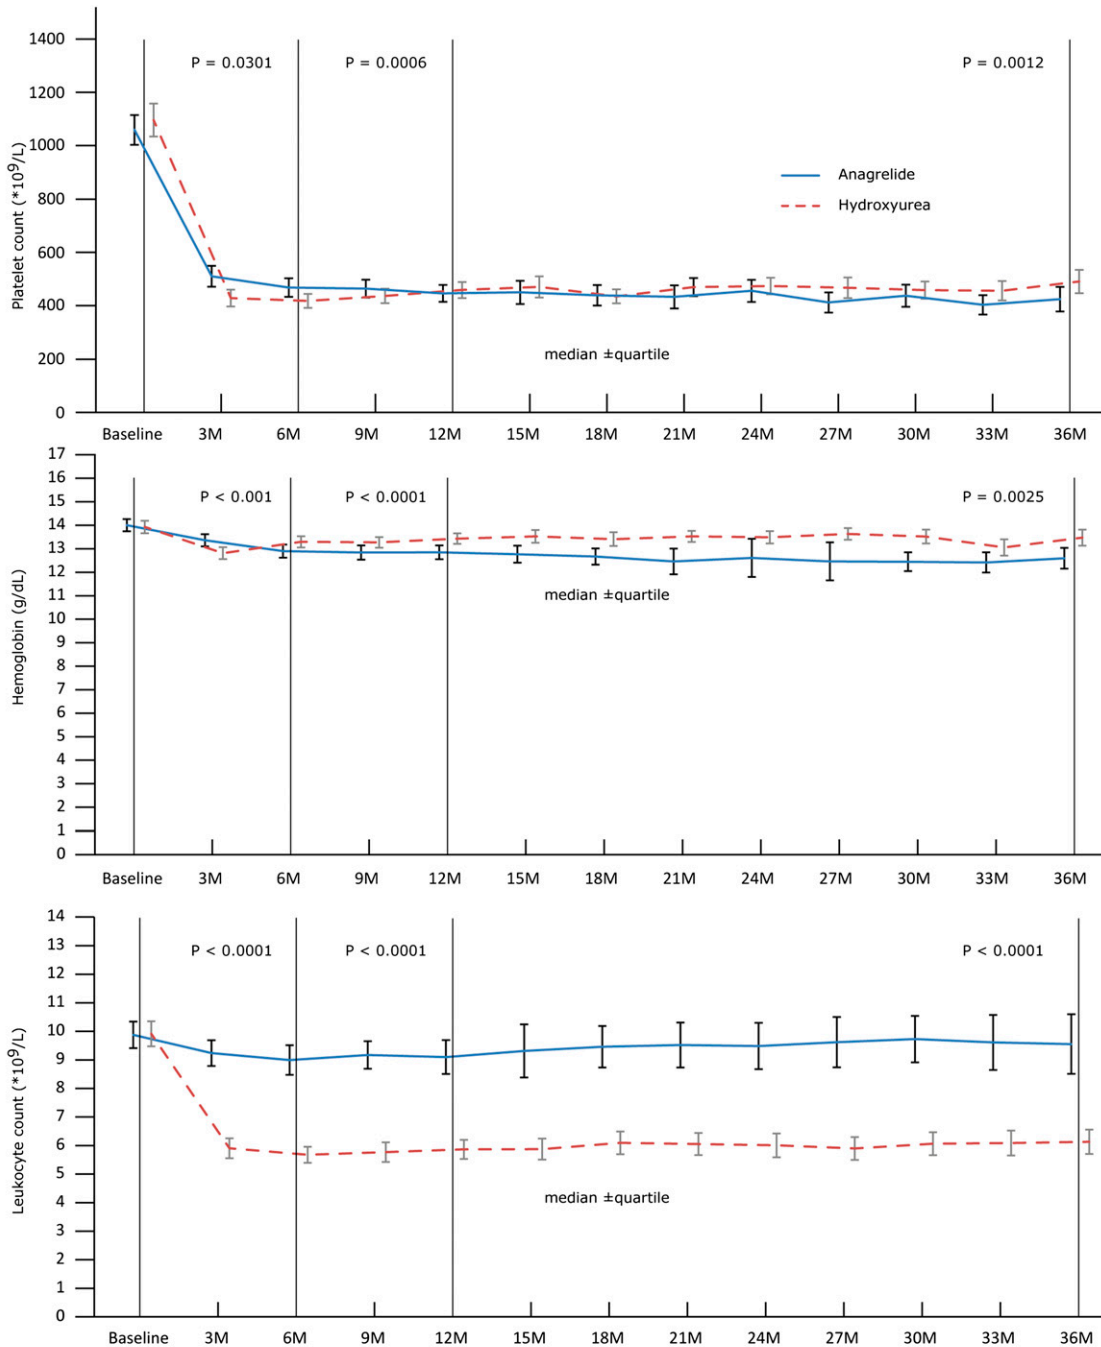 1400
P = 0.0301 P = 0.0006 P = 0.0012
1200
1000
Platelet count (*10⁹/L)
Anagrelide
800
Hydroxyurea
600
400
200
median ±quartile
0
Baseline 3M 6M 9M 12M 15M 18M 21M 24M 27M 30M 33M 36M
17
16
P < 0.001 P < 0.0001 P = 0.0025
15
14
13
12
median ±quartile
11
10
9
Hemoglobin (g/dL)
8
7
6
5
4
3
2
1
0
Baseline 3M 6M 9M 12M 15M 18M 21M 24M 27M 30M 33M 36M
14
13
P < 0.0001 P < 0.0001 P < 0.0001
12
11
10
9
8
Leukocyte count (*10⁹/L)
7
6
5
median ±quartile
4
3
2
1
0
Baseline 3M 6M 9M 12M 15M 18M 21M 24M 27M 30M 33M 36M